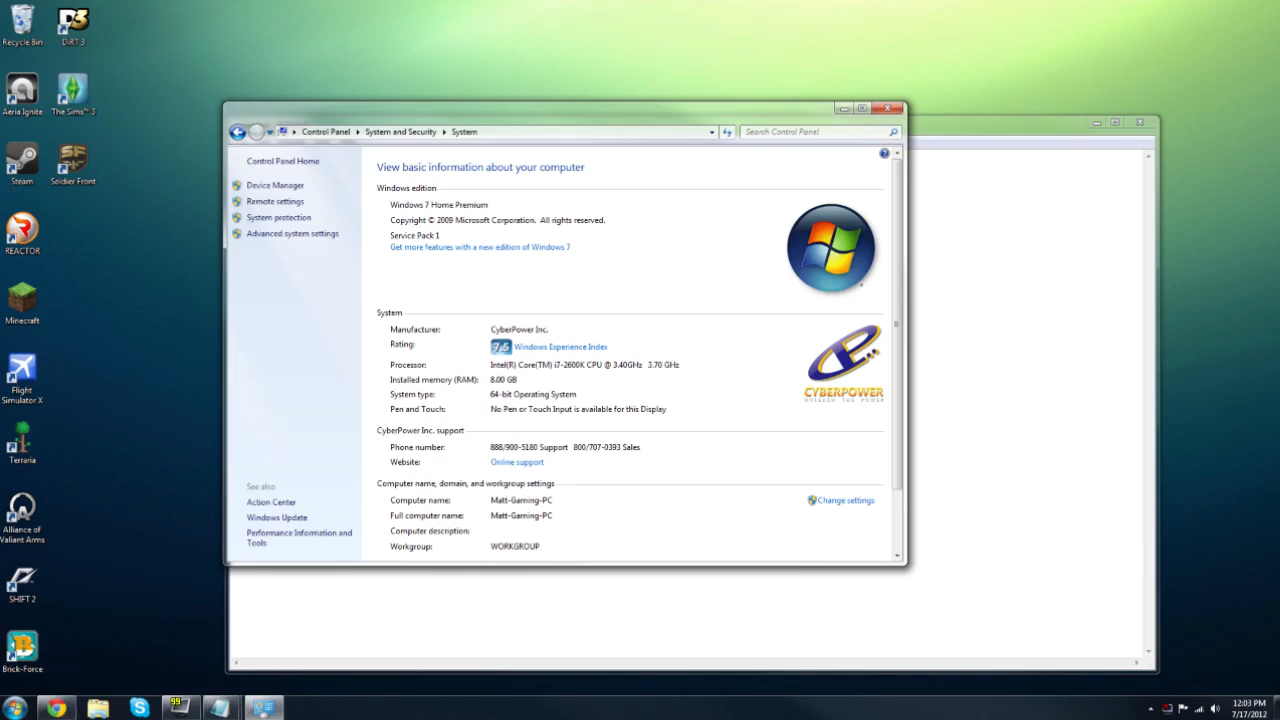 Recycle Bin
DiRT 3
Aeria Ignite
The Sims™ 3
Steam
Soldier Front
REACTOR
Minecraft
Flight
Simulator X
Terraria
Alliance of
Valiant Arms
SHIFT 2
Brick-Force
Control Panel
System and Security
System
Search Control Panel
Control Panel Home
Device Manager
Remote settings
System protection
Advanced system settings
See also
Action Center
Windows Update
Performance Information and
Tools
View basic information about your computer
Windows edition
Windows 7 Home Premium
Copyright © 2009 Microsoft Corporation. All rights reserved.
Service Pack 1
Get more features with a new edition of Windows 7
System
Manufacturer: CyberPower Inc.
Rating: 7.5 Windows Experience Index
Processor: Intel(R) Core(TM) i7-2600K CPU @ 3.40GHz 3.70 GHz
Installed memory (RAM): 8.00 GB
System type: 64-bit Operating System
Pen and Touch: No Pen or Touch Input is available for this Display
CYBERPOWER
UNLEASH THE POWER
CyberPower Inc. support
Phone number: 888/900-5180 Support 800/707-0393 Sales
Website: Online support
Computer name, domain, and workgroup settings
Computer name: Matt-Gaming-PC
Change settings
Full computer name: Matt-Gaming-PC
Computer description:
Workgroup: WORKGROUP
99
12:03 PM
7/17/2012